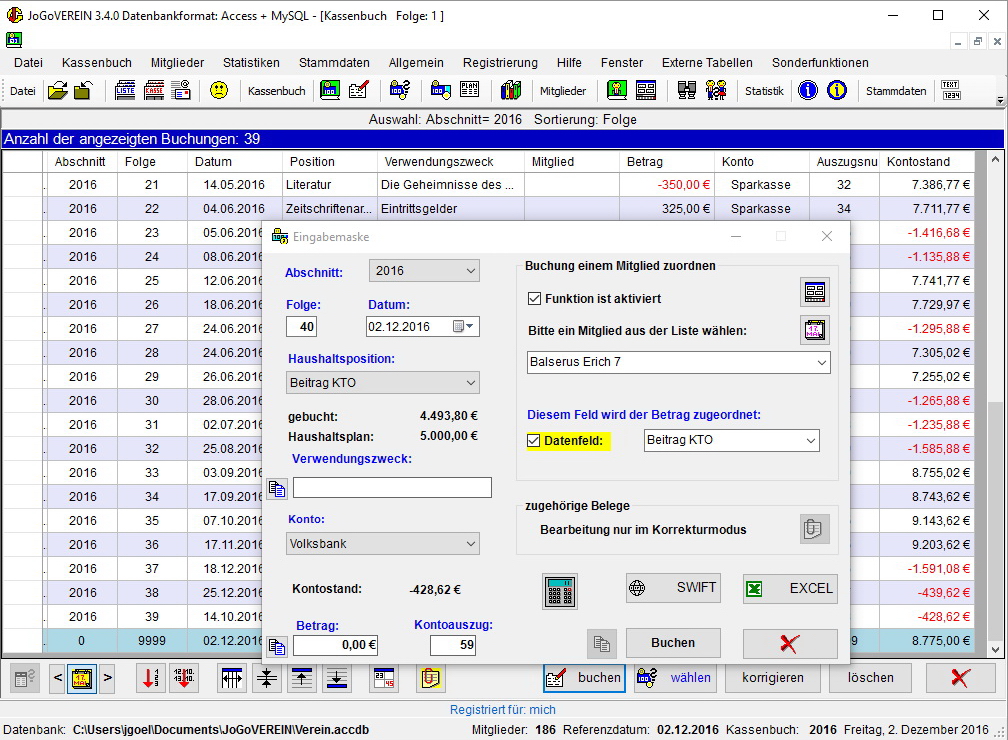 JoGoVEREIN 3.4.0 Datenbankformat: Access + MySQL - [Kassenbuch Folge: 1 ]
Datei Kassenbuch Mitglieder Statistiken Stammdaten Allgemein Registrierung Hilfe Fenster Externe Tabellen Sonderfunktionen
Datei LISTE KASSE Kassenbuch PLAN Mitglieder Statistik Stammdaten TEXT 1234
Auswahl: Abschnitt= 2016 Sortierung: Folge
Anzahl der angezeigten Buchungen: 39
Abschnitt Folge Datum Position Verwendungszweck Mitglied Betrag Konto Auszugsnu Kontostand
2016 21 14.05.2016 Literatur Die Geheimnisse des ... -350,00 € Sparkasse 32 7.386,77 €
2016 22 04.06.2016 Zeitschriftenar... Eintrittsgelder 325,00 € Sparkasse 34 7.711,77 €
2016 23 05.06.2016 -1.416,68 €
2016 24 08.06.2016 -1.135,88 €
2016 25 12.06.2016 7.741,77 €
2016 26 18.06.2016 7.729,97 €
2016 27 24.06.2016 -1.295,88 €
2016 28 24.06.2016 7.305,02 €
2016 29 26.06.2016 7.255,02 €
2016 30 28.06.2016 -1.265,88 €
2016 31 02.07.2016 -1.235,88 €
2016 32 25.08.2016 -1.585,88 €
2016 33 03.09.2016 8.755,02 €
2016 34 17.09.2016 8.743,62 €
2016 35 07.10.2016 9.143,62 €
2016 36 17.11.2016 9.203,62 €
2016 37 18.12.2016 -1.591,08 €
2016 38 25.12.2016 -439,62 €
2016 39 14.10.2016 -428,62 €
0 9999 02.12.2016 9 8.775,00 €
Eingabemaske
Abschnitt: 2016
Folge: Datum:
40 02.12.2016
Haushaltsposition:
Beitrag KTO
gebucht: 4.493,80 €
Haushaltsplan: 5.000,00 €
Verwendungszweck:
Konto:
Volksbank
Kontostand: -428,62 €
Betrag: Kontoauszug:
0,00 € 59
Buchung einem Mitglied zuordnen
Funktion ist aktiviert
Bitte ein Mitglied aus der Liste wählen:
Balserus Erich 7
Diesem Feld wird der Betrag zugeordnet:
Datenfeld: Beitrag KTO
zugehörige Belege
Bearbeitung nur im Korrekturmodus
SWIFT EXCEL
Buchen
< > buchen wählen korrigieren löschen
Registriert für: mich
Datenbank: C:\Users\jgoel\Documents\JoGoVEREIN\Verein.accdb Mitglieder: 186 Referenzdatum: 02.12.2016 Kassenbuch: 2016 Freitag, 2. Dezember 2016